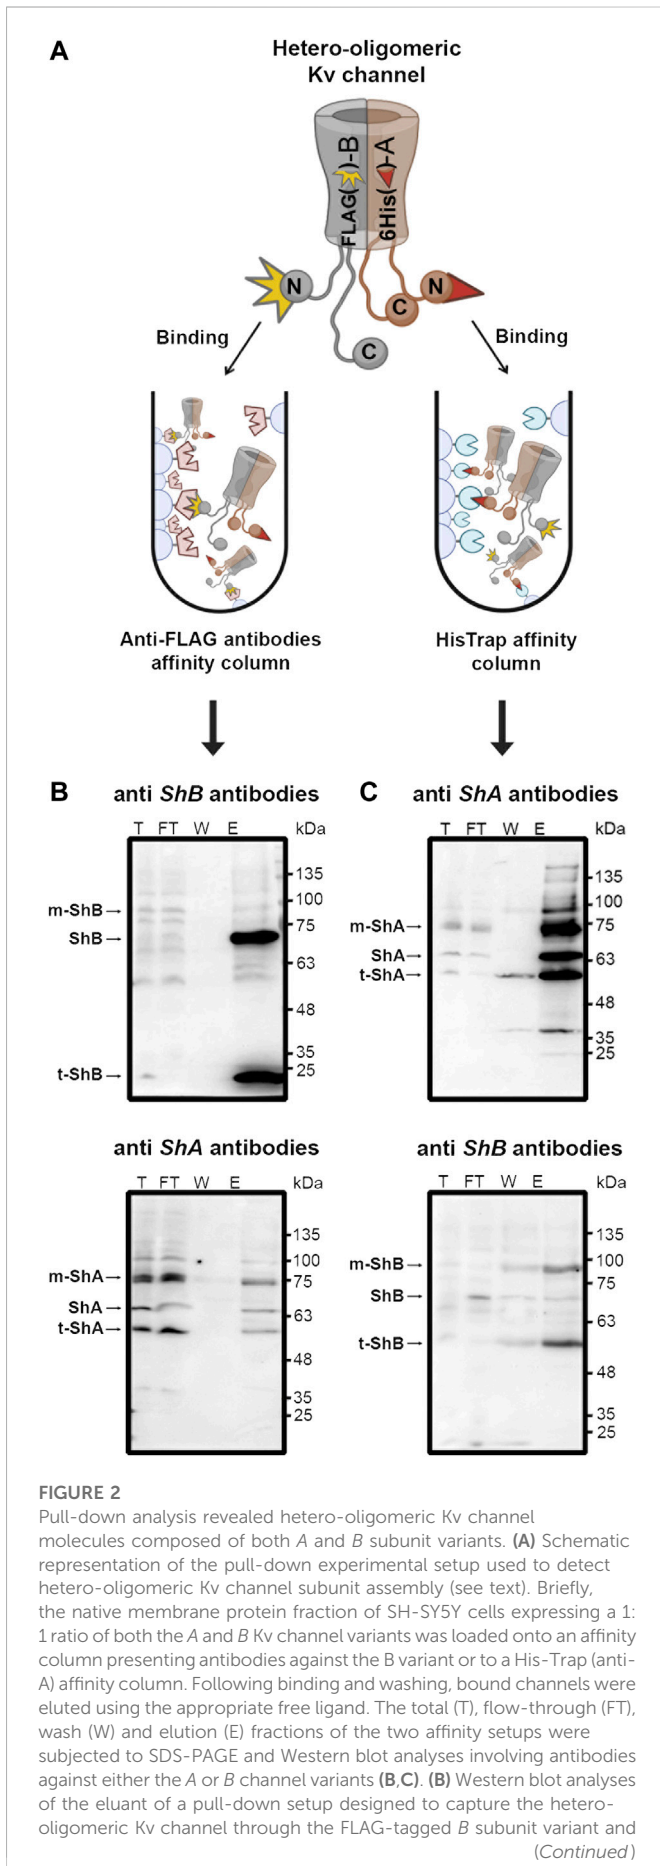 A
Hetero-oligomeric
Kv channel
FLAG( )-B
6His( )-A
N
N
C
C
Binding
Binding
Anti-FLAG antibodies
affinity column
HisTrap affinity
column
B
anti ShB antibodies
T FT W E
kDa
m-ShB
ShB
t-ShB
135
100
75
63
48
35
25
C
anti ShA antibodies
T FT W E
kDa
m-ShA
ShA
t-ShA
135
100
75
63
48
35
25
anti ShA antibodies
T FT W E
kDa
m-ShA
ShA
t-ShA
135
100
75
63
48
35
25
anti ShB antibodies
T FT W E
kDa
m-ShB
ShB
t-ShB
135
100
75
63
48
35
25
FIGURE 2
Pull-down analysis revealed hetero-oligomeric Kv channel
molecules composed of both A and B subunit variants. (A) Schematic
representation of the pull-down experimental setup used to detect
hetero-oligomeric Kv channel subunit assembly (see text). Briefly,
the native membrane protein fraction of SH-SY5Y cells expressing a 1:
1 ratio of both the A and B Kv channel variants was loaded onto an affinity
column presenting antibodies against the B variant or to a His-Trap (anti-
A) affinity column. Following binding and washing, bound channels were
eluted using the appropriate free ligand. The total (T), flow-through (FT),
wash (W) and elution (E) fractions of the two affinity setups were
subjected to SDS-PAGE and Western blot analyses involving antibodies
against either the A or B channel variants (B,C). (B) Western blot analyses
of the eluant of a pull-down setup designed to capture the hetero-
oligomeric Kv channel through the FLAG-tagged B subunit variant and
(Continued)